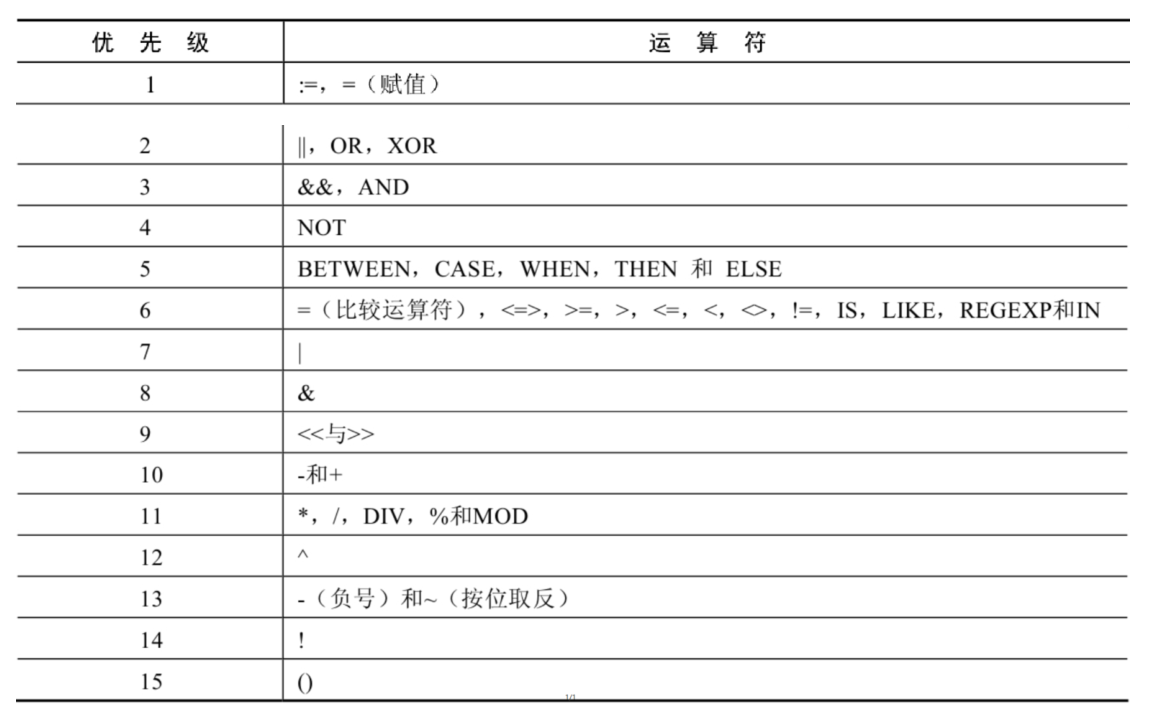 优 先 级 运 算 符
1 :=，=（赋值）
2 ||，OR，XOR
3 &&，AND
4 NOT
5 BETWEEN，CASE，WHEN，THEN 和 ELSE
6 =（比较运算符），<=>，>=，>，<=，<，<>，!=，IS，LIKE，REGEXP和IN
7 |
8 &
9 <<与>>
10 -和+
11 *，/，DIV，%和MOD
12 ^
13 -（负号）和~（按位取反）
14 !
15 ()
1/1